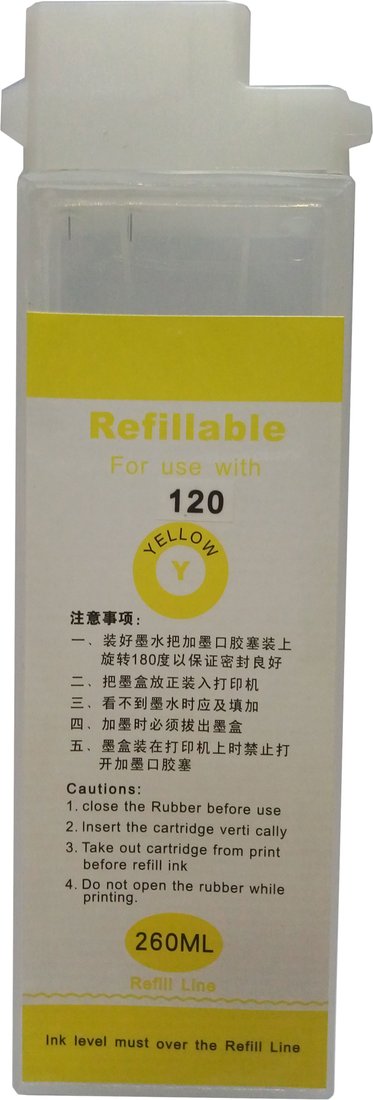 Refillable
For use with
120
YELLOW
Y
注意事项：
一、装好墨水把加墨口胶塞装上
旋转180度以保证密封良好
二、把墨盒放正装入打印机
三、看不到墨水时应及填加
四、加墨时必须拔出墨盒
五、墨盒装在打印机上时禁止打
开加墨口胶塞
Cautions:
1. close the Rubber before use
2. Insert the cartridge verti cally
3. Take out cartridge from print
before refill ink
4. Do not open the rubber while
printing.
260ML
Refill Line
Ink level must over the Refill Line